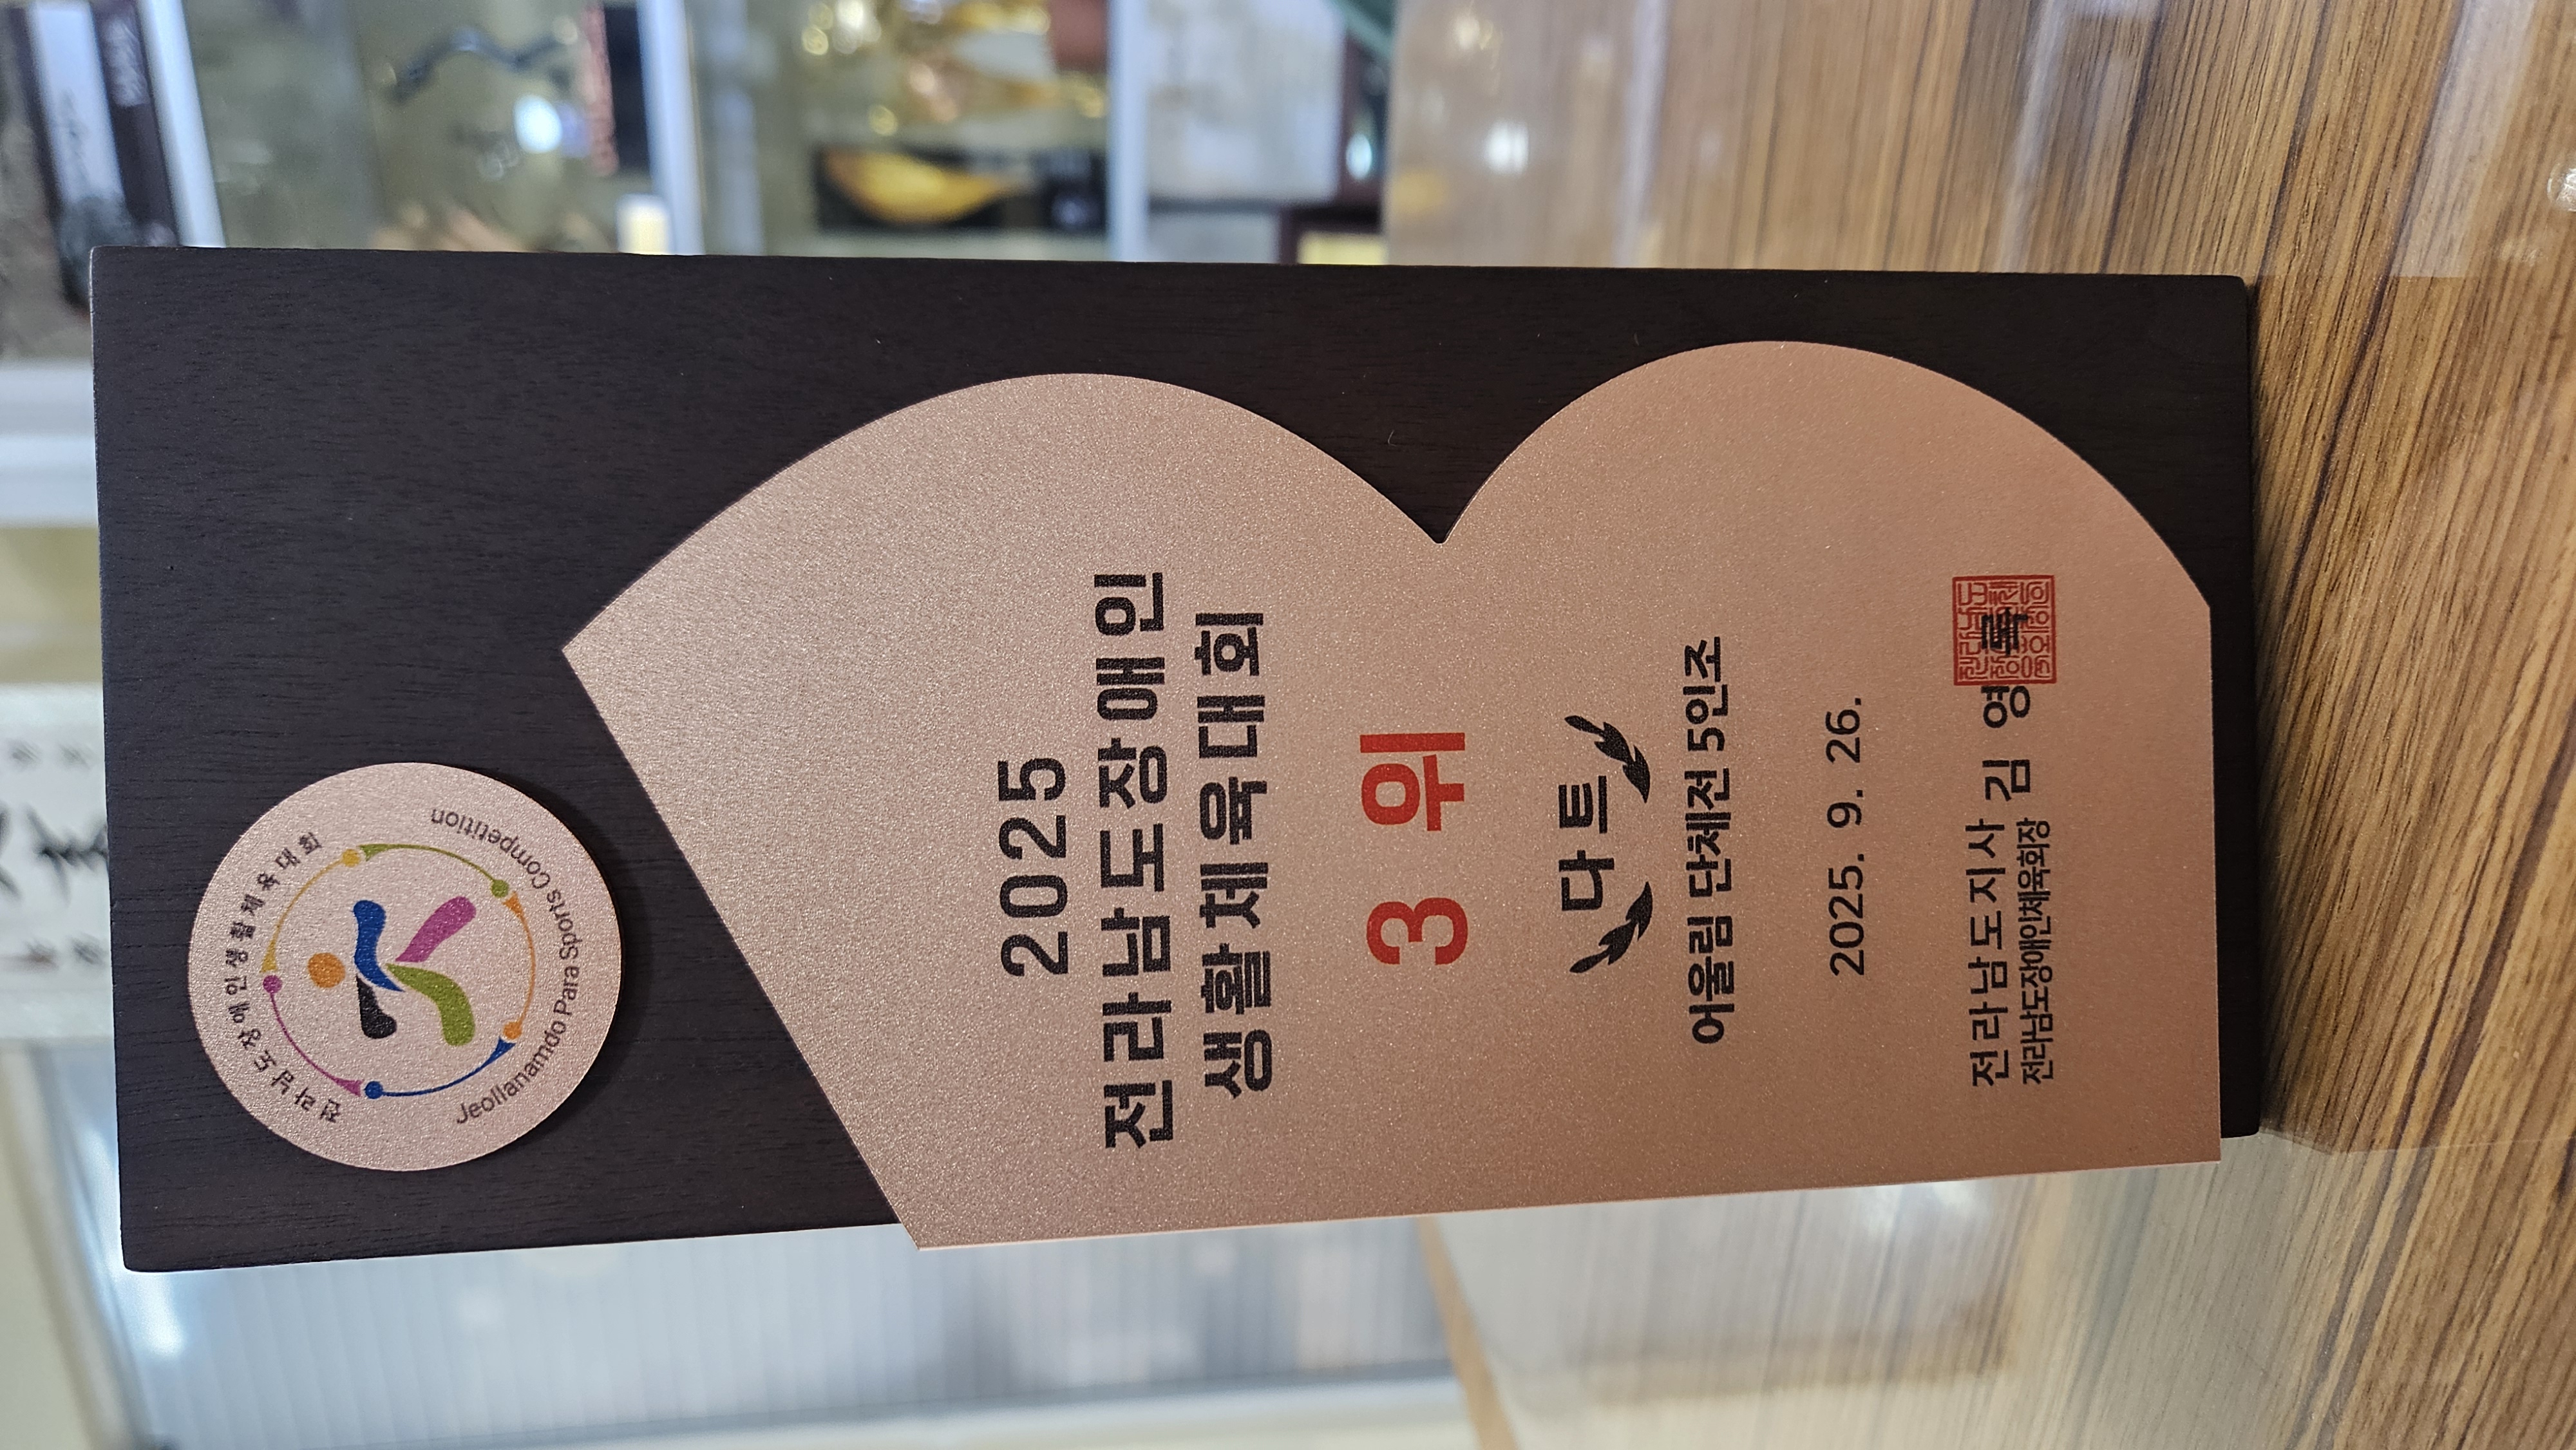 전라남도장애인생활체육대회
Jeollanamdo Para Sports Competition
2025
전라남도장애인
생활체육대회
3 위
다트
어울림 단체전 5인조
2025. 9. 26.
전라남도지사
전라남도장애인체육회장
김 영 록